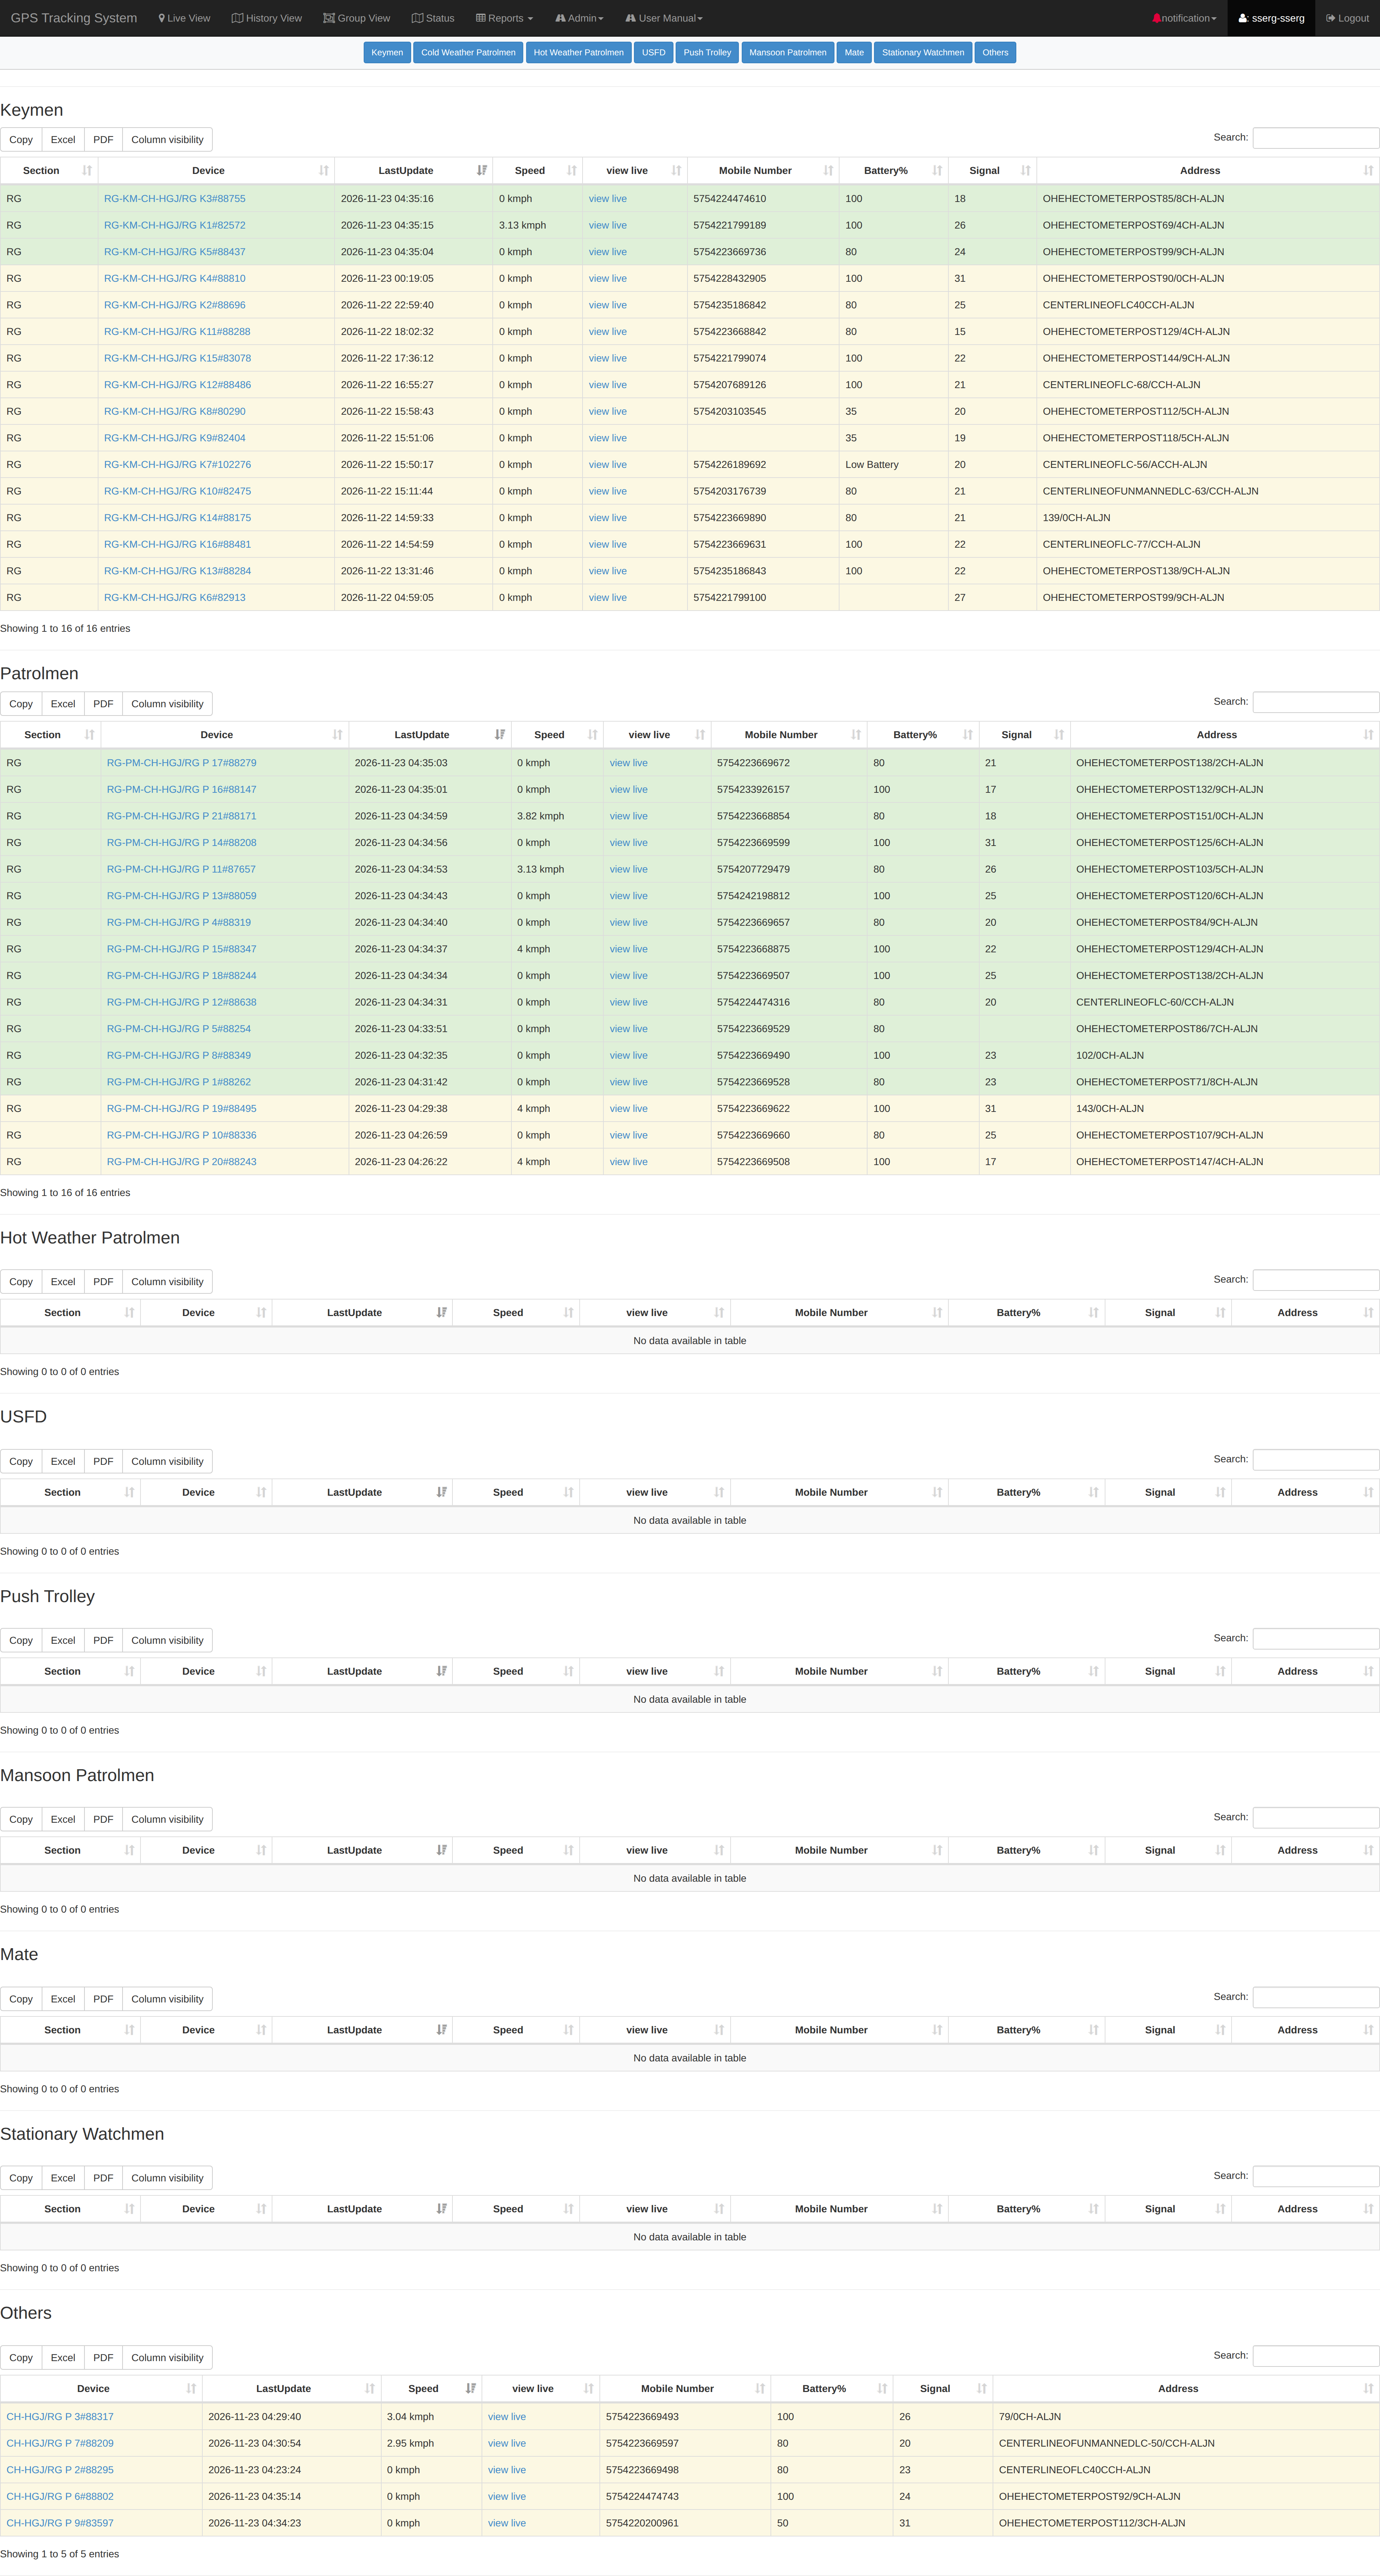 GPS Tracking System Live View History View Group View Status Reports Admin User Manual notification : sserg-sserg Logout
Keymen Cold Weather Patrolmen Hot Weather Patrolmen USFD Push Trolley Mansoon Patrolmen Mate Stationary Watchmen Others
Keymen
Copy Excel PDF Column visibility Search:
Section Device LastUpdate Speed view live Mobile Number Battery% Signal Address
RG RG-KM-CH-HGJ/RG K3#88755 2026-11-23 04:35:16 0 kmph view live 5754224474610 100 18 OHEHECTOMETERPOST85/8CH-ALJN
RG RG-KM-CH-HGJ/RG K1#82572 2026-11-23 04:35:15 3.13 kmph view live 5754221799189 100 26 OHEHECTOMETERPOST69/4CH-ALJN
RG RG-KM-CH-HGJ/RG K5#88437 2026-11-23 04:35:04 0 kmph view live 5754223669736 80 24 OHEHECTOMETERPOST99/9CH-ALJN
RG RG-KM-CH-HGJ/RG K4#88810 2026-11-23 00:19:05 0 kmph view live 5754228432905 100 31 OHEHECTOMETERPOST90/0CH-ALJN
RG RG-KM-CH-HGJ/RG K2#88696 2026-11-22 22:59:40 0 kmph view live 5754235186842 80 25 CENTERLINEOFLC40CCH-ALJN
RG RG-KM-CH-HGJ/RG K11#88288 2026-11-22 18:02:32 0 kmph view live 5754223668842 80 15 OHEHECTOMETERPOST129/4CH-ALJN
RG RG-KM-CH-HGJ/RG K15#83078 2026-11-22 17:36:12 0 kmph view live 5754221799074 100 22 OHEHECTOMETERPOST144/9CH-ALJN
RG RG-KM-CH-HGJ/RG K12#88486 2026-11-22 16:55:27 0 kmph view live 5754207689126 100 21 CENTERLINEOFLC-68/CCH-ALJN
RG RG-KM-CH-HGJ/RG K8#80290 2026-11-22 15:58:43 0 kmph view live 5754203103545 35 20 OHEHECTOMETERPOST112/5CH-ALJN
RG RG-KM-CH-HGJ/RG K9#82404 2026-11-22 15:51:06 0 kmph view live 35 19 OHEHECTOMETERPOST118/5CH-ALJN
RG RG-KM-CH-HGJ/RG K7#102276 2026-11-22 15:50:17 0 kmph view live 5754226189692 Low Battery 20 CENTERLINEOFLC-56/ACCH-ALJN
RG RG-KM-CH-HGJ/RG K10#82475 2026-11-22 15:11:44 0 kmph view live 5754203176739 80 21 CENTERLINEOFUNMANNEDLC-63/CCH-ALJN
RG RG-KM-CH-HGJ/RG K14#88175 2026-11-22 14:59:33 0 kmph view live 5754223669890 80 21 139/0CH-ALJN
RG RG-KM-CH-HGJ/RG K16#88481 2026-11-22 14:54:59 0 kmph view live 5754223669631 100 22 CENTERLINEOFLC-77/CCH-ALJN
RG RG-KM-CH-HGJ/RG K13#88284 2026-11-22 13:31:46 0 kmph view live 5754235186843 100 22 OHEHECTOMETERPOST138/9CH-ALJN
RG RG-KM-CH-HGJ/RG K6#82913 2026-11-22 04:59:05 0 kmph view live 5754221799100 27 OHEHECTOMETERPOST99/9CH-ALJN
Showing 1 to 16 of 16 entries
Patrolmen
Copy Excel PDF Column visibility Search:
Section Device LastUpdate Speed view live Mobile Number Battery% Signal Address
RG RG-PM-CH-HGJ/RG P 17#88279 2026-11-23 04:35:03 0 kmph view live 5754223669672 80 21 OHEHECTOMETERPOST138/2CH-ALJN
RG RG-PM-CH-HGJ/RG P 16#88147 2026-11-23 04:35:01 0 kmph view live 5754233926157 100 17 OHEHECTOMETERPOST132/9CH-ALJN
RG RG-PM-CH-HGJ/RG P 21#88171 2026-11-23 04:34:59 3.82 kmph view live 5754223668854 80 18 OHEHECTOMETERPOST151/0CH-ALJN
RG RG-PM-CH-HGJ/RG P 14#88208 2026-11-23 04:34:56 0 kmph view live 5754223669599 100 31 OHEHECTOMETERPOST125/6CH-ALJN
RG RG-PM-CH-HGJ/RG P 11#87657 2026-11-23 04:34:53 3.13 kmph view live 5754207729479 80 26 OHEHECTOMETERPOST103/5CH-ALJN
RG RG-PM-CH-HGJ/RG P 13#88059 2026-11-23 04:34:43 0 kmph view live 5754242198812 100 25 OHEHECTOMETERPOST120/6CH-ALJN
RG RG-PM-CH-HGJ/RG P 4#88319 2026-11-23 04:34:40 0 kmph view live 5754223669657 80 20 OHEHECTOMETERPOST84/9CH-ALJN
RG RG-PM-CH-HGJ/RG P 15#88347 2026-11-23 04:34:37 4 kmph view live 5754223668875 100 22 OHEHECTOMETERPOST129/4CH-ALJN
RG RG-PM-CH-HGJ/RG P 18#88244 2026-11-23 04:34:34 0 kmph view live 5754223669507 100 25 OHEHECTOMETERPOST138/2CH-ALJN
RG RG-PM-CH-HGJ/RG P 12#88638 2026-11-23 04:34:31 0 kmph view live 5754224474316 80 20 CENTERLINEOFLC-60/CCH-ALJN
RG RG-PM-CH-HGJ/RG P 5#88254 2026-11-23 04:33:51 0 kmph view live 5754223669529 80 OHEHECTOMETERPOST86/7CH-ALJN
RG RG-PM-CH-HGJ/RG P 8#88349 2026-11-23 04:32:35 0 kmph view live 5754223669490 100 23 102/0CH-ALJN
RG RG-PM-CH-HGJ/RG P 1#88262 2026-11-23 04:31:42 0 kmph view live 5754223669528 80 23 OHEHECTOMETERPOST71/8CH-ALJN
RG RG-PM-CH-HGJ/RG P 19#88495 2026-11-23 04:29:38 4 kmph view live 5754223669622 100 31 143/0CH-ALJN
RG RG-PM-CH-HGJ/RG P 10#88336 2026-11-23 04:26:59 0 kmph view live 5754223669660 80 25 OHEHECTOMETERPOST107/9CH-ALJN
RG RG-PM-CH-HGJ/RG P 20#88243 2026-11-23 04:26:22 4 kmph view live 5754223669508 100 17 OHEHECTOMETERPOST147/4CH-ALJN
Showing 1 to 16 of 16 entries
Hot Weather Patrolmen
Copy Excel PDF Column visibility Search:
Section Device LastUpdate Speed view live Mobile Number Battery% Signal Address
No data available in table
Showing 0 to 0 of 0 entries
USFD
Copy Excel PDF Column visibility Search:
Section Device LastUpdate Speed view live Mobile Number Battery% Signal Address
No data available in table
Showing 0 to 0 of 0 entries
Push Trolley
Copy Excel PDF Column visibility Search:
Section Device LastUpdate Speed view live Mobile Number Battery% Signal Address
No data available in table
Showing 0 to 0 of 0 entries
Mansoon Patrolmen
Copy Excel PDF Column visibility Search:
Section Device LastUpdate Speed view live Mobile Number Battery% Signal Address
No data available in table
Showing 0 to 0 of 0 entries
Mate
Copy Excel PDF Column visibility Search:
Section Device LastUpdate Speed view live Mobile Number Battery% Signal Address
No data available in table
Showing 0 to 0 of 0 entries
Stationary Watchmen
Copy Excel PDF Column visibility Search:
Section Device LastUpdate Speed view live Mobile Number Battery% Signal Address
No data available in table
Showing 0 to 0 of 0 entries
Others
Copy Excel PDF Column visibility Search:
Device LastUpdate Speed view live Mobile Number Battery% Signal Address
CH-HGJ/RG P 3#88317 2026-11-23 04:29:40 3.04 kmph view live 5754223669493 100 26 79/0CH-ALJN
CH-HGJ/RG P 7#88209 2026-11-23 04:30:54 2.95 kmph view live 5754223669597 80 20 CENTERLINEOFUNMANNEDLC-50/CCH-ALJN
CH-HGJ/RG P 2#88295 2026-11-23 04:23:24 0 kmph view live 5754223669498 80 23 CENTERLINEOFLC40CCH-ALJN
CH-HGJ/RG P 6#88802 2026-11-23 04:35:14 0 kmph view live 5754224474743 100 24 OHEHECTOMETERPOST92/9CH-ALJN
CH-HGJ/RG P 9#83597 2026-11-23 04:34:23 0 kmph view live 5754220200961 50 31 OHEHECTOMETERPOST112/3CH-ALJN
Showing 1 to 5 of 5 entries